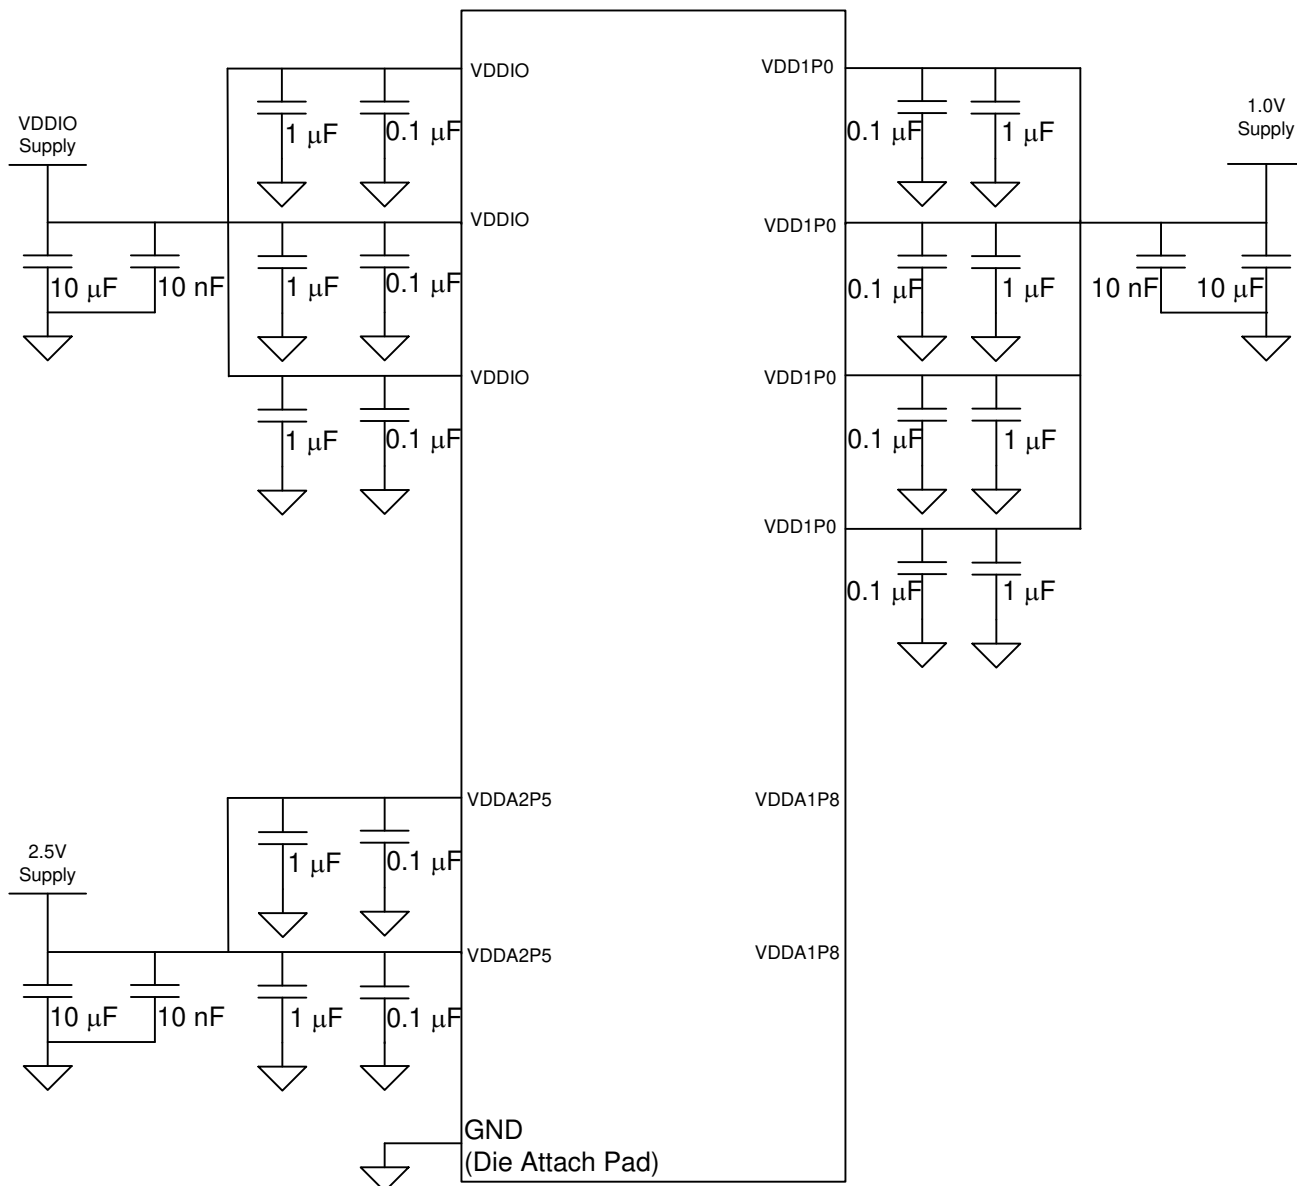 VDDIO
VDD1P0
1 μF
0.1 μF
0.1 μF
1 μF
VDDIO
Supply
1.0V
Supply
VDDIO
VDD1P0
10 μF
10 nF
1 μF
0.1 μF
0.1 μF
1 μF
10 nF
10 μF
VDDIO
VDD1P0
1 μF
0.1 μF
0.1 μF
1 μF
VDD1P0
0.1 μF
1 μF
VDDA2P5
VDDA1P8
1 μF
0.1 μF
2.5V
Supply
VDDA2P5
VDDA1P8
10 μF
10 nF
1 μF
0.1 μF
GND
(Die Attach Pad)